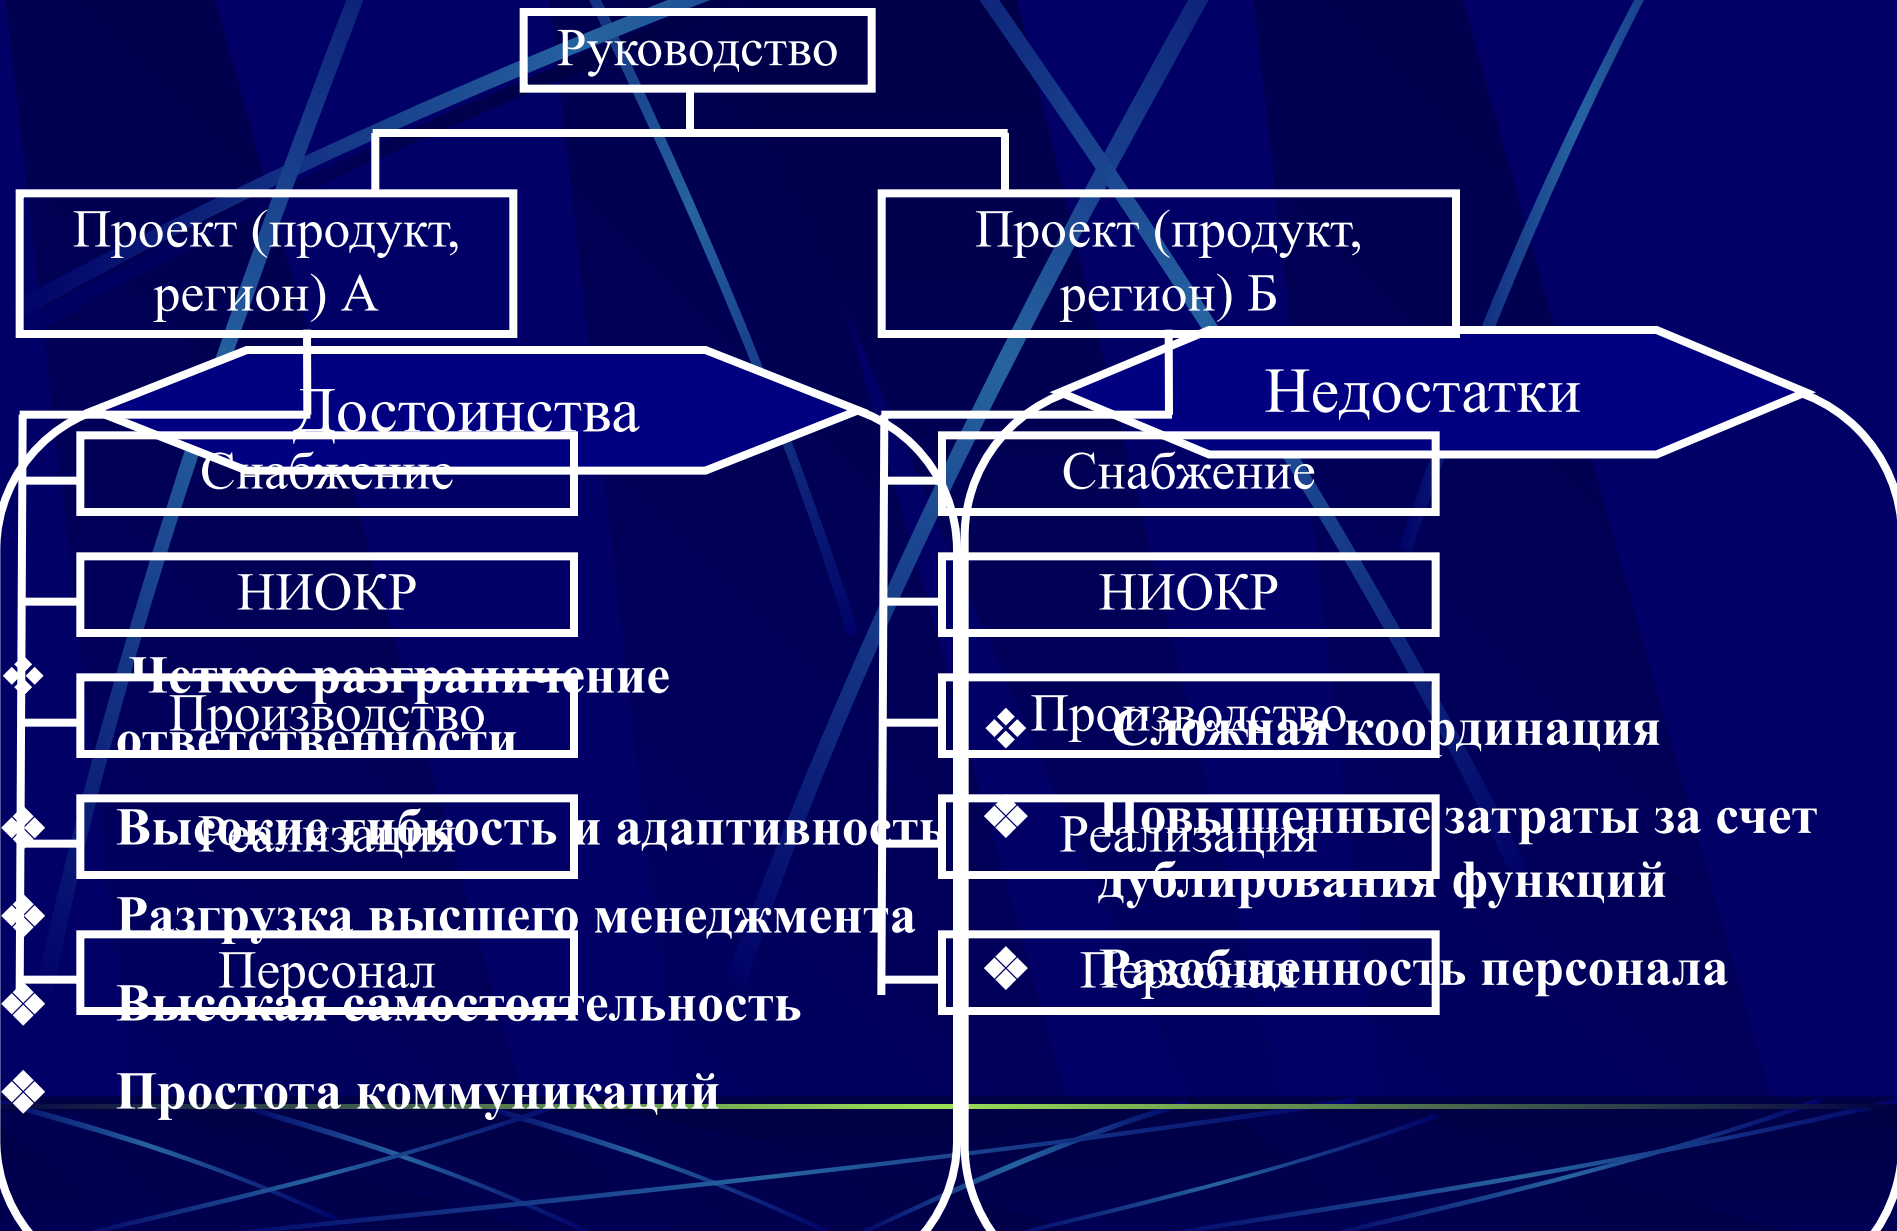 Руководство
Проект (продукт,
регион) А
Проект (продукт,
регион) Б
Достоинства
Недостатки
Снабжение
НИОКР
Производство
Реализация
Персонал
Снабжение
НИОКР
Производство
Реализация
Персонал
❖ Четкое разграничение
ответственности
❖ Высокие гибкость и адаптивность
❖ Разгрузка высшего менеджмента
❖ Высокая самостоятельность
❖ Простота коммуникаций
❖ Сложная координация
❖ Повышенные затраты за счет
дублирования функций
❖ Разобщенность персонала